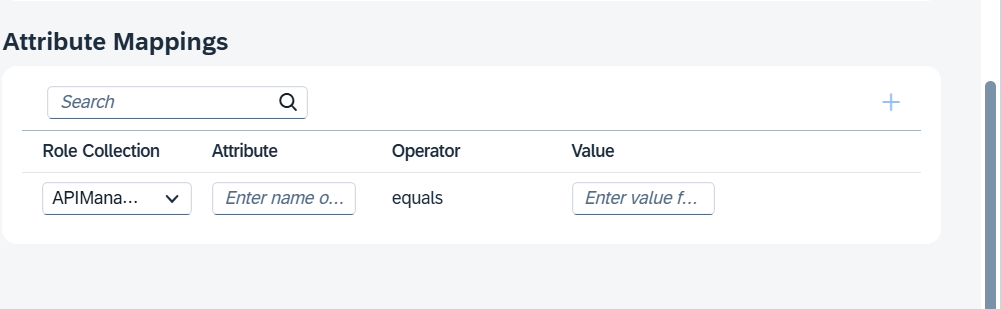 Attribute Mappings
Search
Role Collection Attribute Operator Value
APIMana... Enter name o... equals Enter value f...